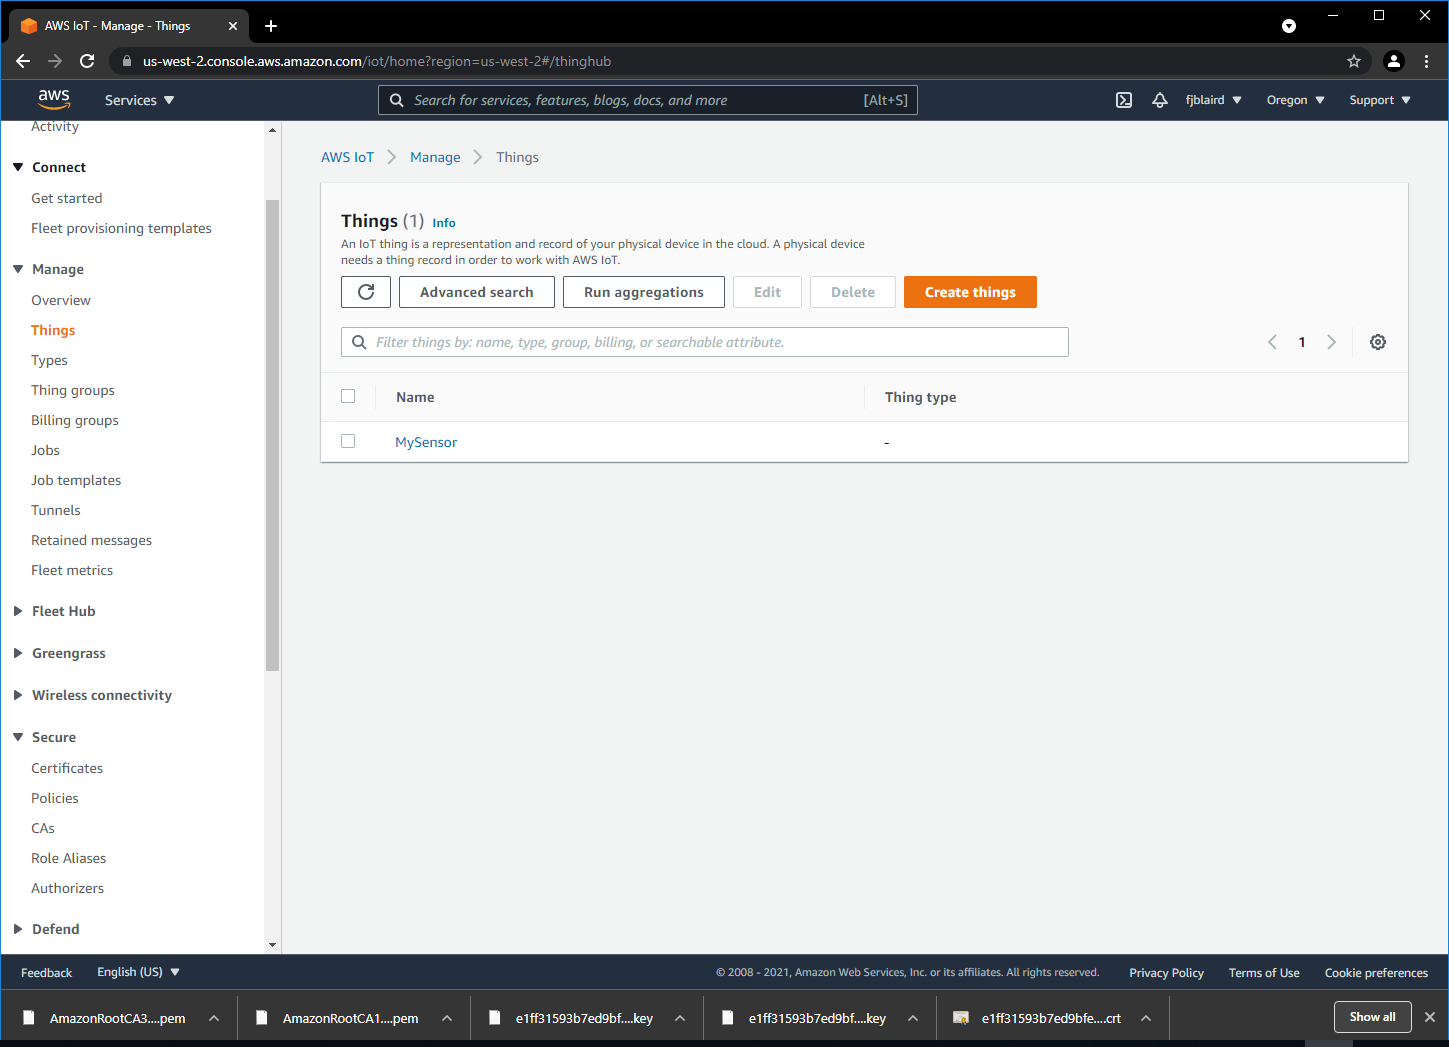 AWS IoT - Manage - Things
us-west-2.console.aws.amazon.com/iot/home?region=us-west-2#/thinghub
aws
Services
Search for services, features, blogs, docs, and more
[Alt+S]
fjblaird
Oregon
Support
Activity
Connect
Get started
Fleet provisioning templates
Manage
Overview
Things
Types
Thing groups
Billing groups
Jobs
Job templates
Tunnels
Retained messages
Fleet metrics
Fleet Hub
Greengrass
Wireless connectivity
Secure
Certificates
Policies
CAs
Role Aliases
Authorizers
Defend
AWS IoT > Manage > Things
Things (1) Info
An IoT thing is a representation and record of your physical device in the cloud. A physical device
needs a thing record in order to work with AWS IoT.
Advanced search
Run aggregations
Edit
Delete
Create things
Filter things by: name, type, group, billing, or searchable attribute.
1
Name
Thing type
MySensor
-
Feedback
English (US)
© 2008 - 2021, Amazon Web Services, Inc. or its affiliates. All rights reserved.
Privacy Policy
Terms of Use
Cookie preferences
AmazonRootCA3....pem
AmazonRootCA1....pem
e1ff31593b7ed9bf....key
e1ff31593b7ed9bf....key
e1ff31593b7ed9bfe....crt
Show all